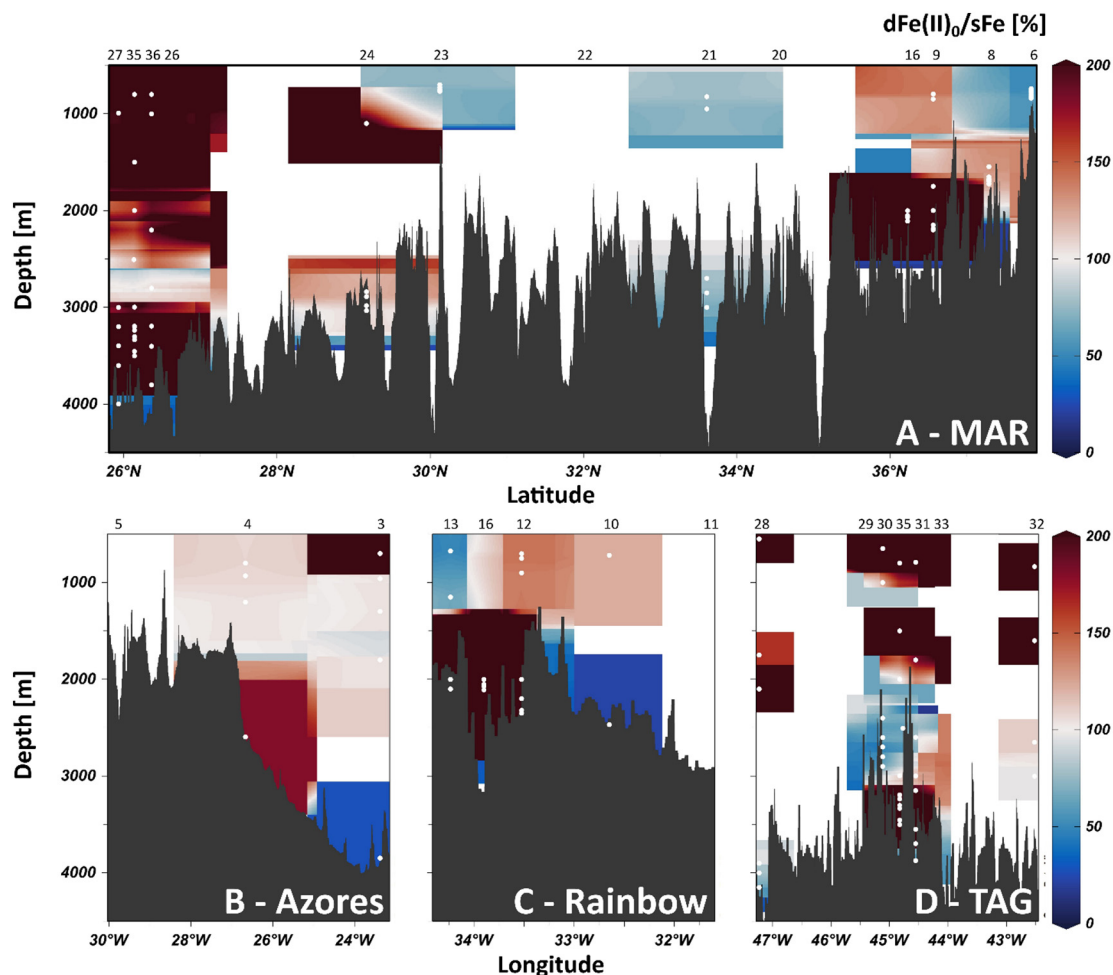 dFe(II)₀/sFe [%]
27 35 36 26 24 23 22 21 20 16 9 8 6
200
150
100
50
0
1000
2000
3000
4000
Depth [m]
A - MAR
26°N 28°N 30°N 32°N 34°N 36°N
Latitude
5 4 3
13 16 12 10 11
28 29 30 35 31 33 32
1000
2000
3000
4000
Depth [m]
200
150
100
50
0
B - Azores
C - Rainbow
D - TAG
30°W 28°W 26°W 24°W
34°W 33°W 32°W
47°W 46°W 45°W 44°W 43°W
Longitude